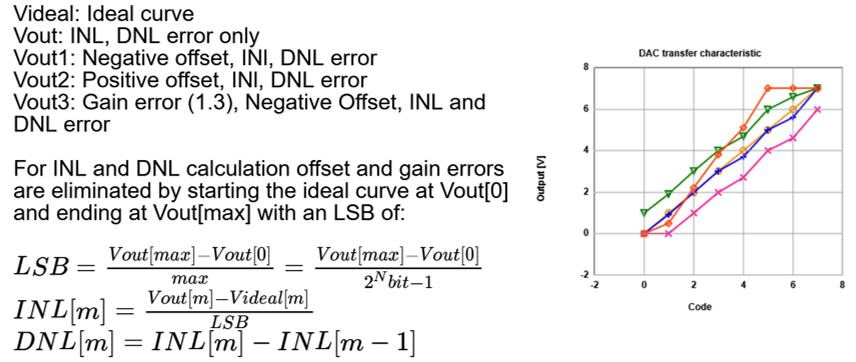 Videal: Ideal curve
Vout: INL, DNL error only
Vout1: Negative offset, INI, DNL error
Vout2: Positive offset, INI, DNL error
Vout3: Gain error (1.3), Negative Offset, INL and
DNL error
For INL and DNL calculation offset and gain errors
are eliminated by starting the ideal curve at Vout[0]
and ending at Vout[max] with an LSB of:
LSB = \frac{Vout[max]−Vout[0]}{max} = \frac{Vout[max]−Vout[0]}{2^N bit−1}
INL[m] = \frac{Vout[m]−Videal[m]}{LSB}
DNL[m] = INL[m] − INL[m − 1]
DAC transfer characteristic
Output [V]
8
6
4
2
0
-2
-2 0 2 4 6 8
Code